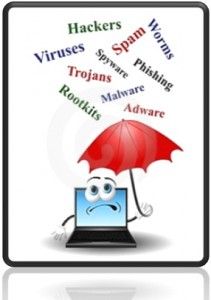 Hackers
Worms
Viruses
Spam
Spyware
Trojans
Phishing
Malware
Rootkits
Adware